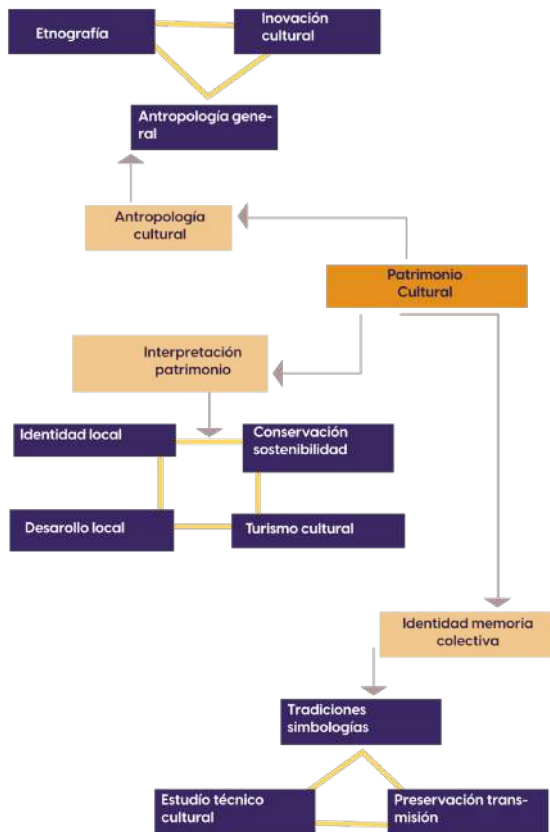 Etnografía
Inovación
cultural
Antropología gene-
ral
Antropología
cultural
Patrimonio
Cultural
Interpretación
patrimonio
Identidad local
Conservación
sostenibilidad
Desarollo local
Turismo cultural
Identidad memoria
colectiva
Tradiciones
simbologías
Estudío técnico
cultural
Preservación trans-
misión